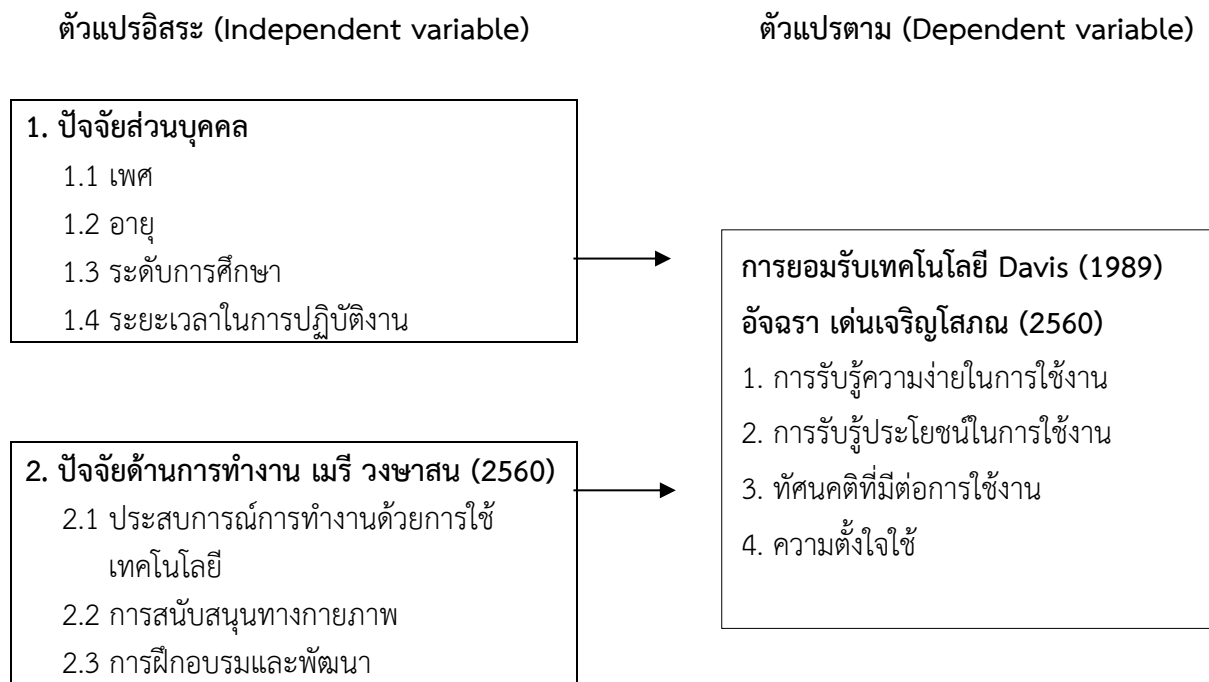 ตัวแปรอิสระ (Independent variable)
ตัวแปรตาม (Dependent variable)
1. ปัจจัยส่วนบุคคล
1.1 เพศ
1.2 อายุ
1.3 ระดับการศึกษา
1.4 ระยะเวลาในการปฏิบัติงาน
2. ปัจจัยด้านการทำงาน เมรี วงษาสน (2560)
2.1 ประสบการณ์การทำงานด้วยการใช้
เทคโนโลยี
2.2 การสนับสนุนทางกายภาพ
2.3 การฝึกอบรมและพัฒนา
การยอมรับเทคโนโลยี Davis (1989)
อัจฉรา เด่นเจริญโสภณ (2560)
1. การรับรู้ความง่ายในการใช้งาน
2. การรับรู้ประโยชน์ในการใช้งาน
3. ทัศนคติที่มีต่อการใช้งาน
4. ความตั้งใจใช้